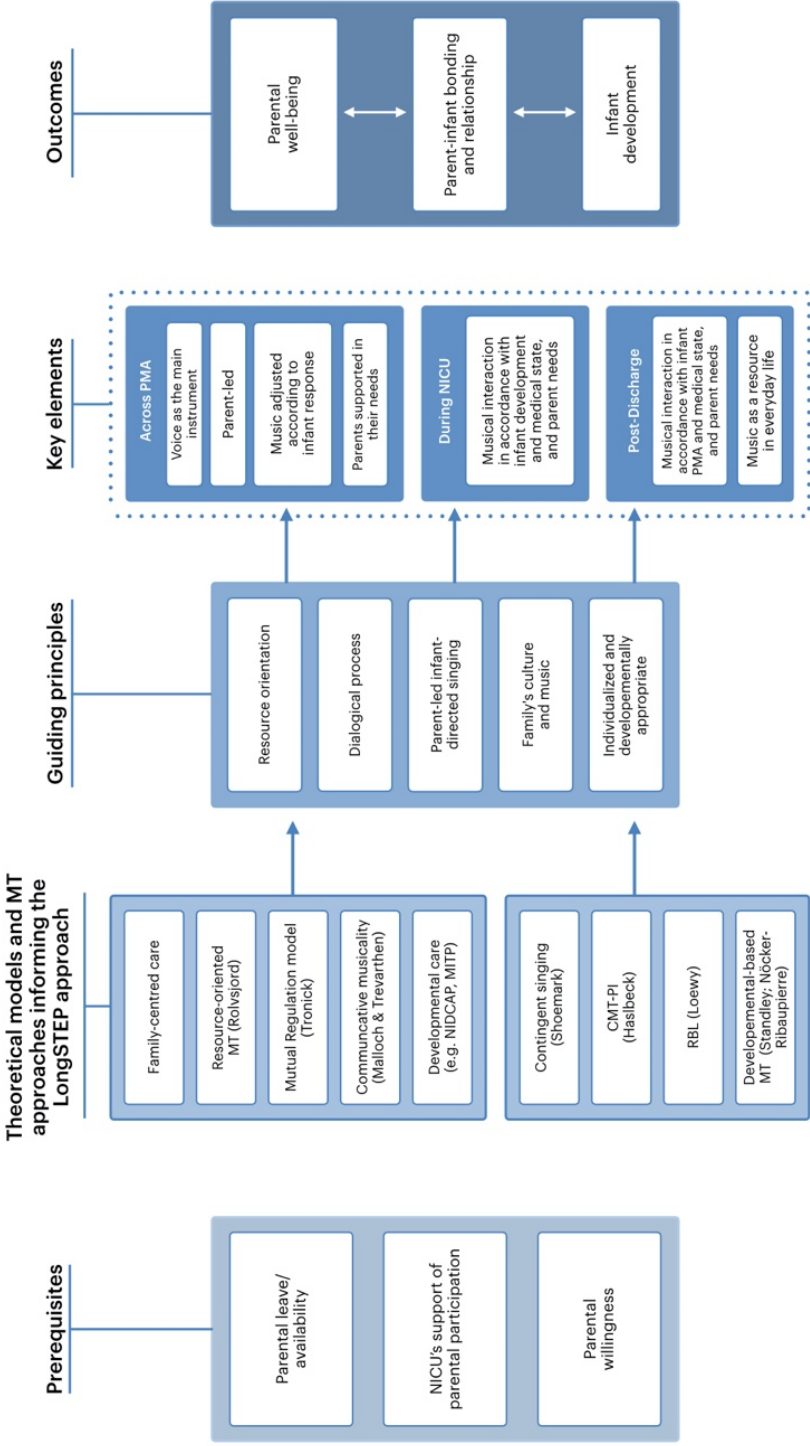 Prerequisites
Parental leave/
availability
NICU's support of
parental participation
Parental
willingness
Theoretical models and MT
approaches informing the
LongSTEP approach
Family-centred care
Resource-oriented
MT (Rolvsjord)
Mutual Regulation model
(Tronick)
Communcative musicality
(Malloch & Trevarthen)
Developmental care
(e.g. NIDCAP, MITP)
Contingent singing
(Shoemark)
CMT-PI
(Haslbeck)
RBL (Loewy)
Developemental-based
MT (Standley; Nöcker-
Ribaupierre)
Guiding principles
Resource orientation
Dialogical process
Parent-led infant-
directed singing
Family's culture
and music
Individualized and
developementally
appropriate
Key elements
Across PMA
Voice as the main
instrument
Parent-led
Music adjusted
according to
infant response
Parents supported in
their needs
During NICU
Musical interaction
in accordance with
infant development
and medical state,
and parent needs
Post-Discharge
Musical interaction in
accordance with infant
PMA and medical state,
and parent needs
Music as a resource
in everyday life
Outcomes
Parental
well-being
Parent-infant bonding
and relationship
Infant
development